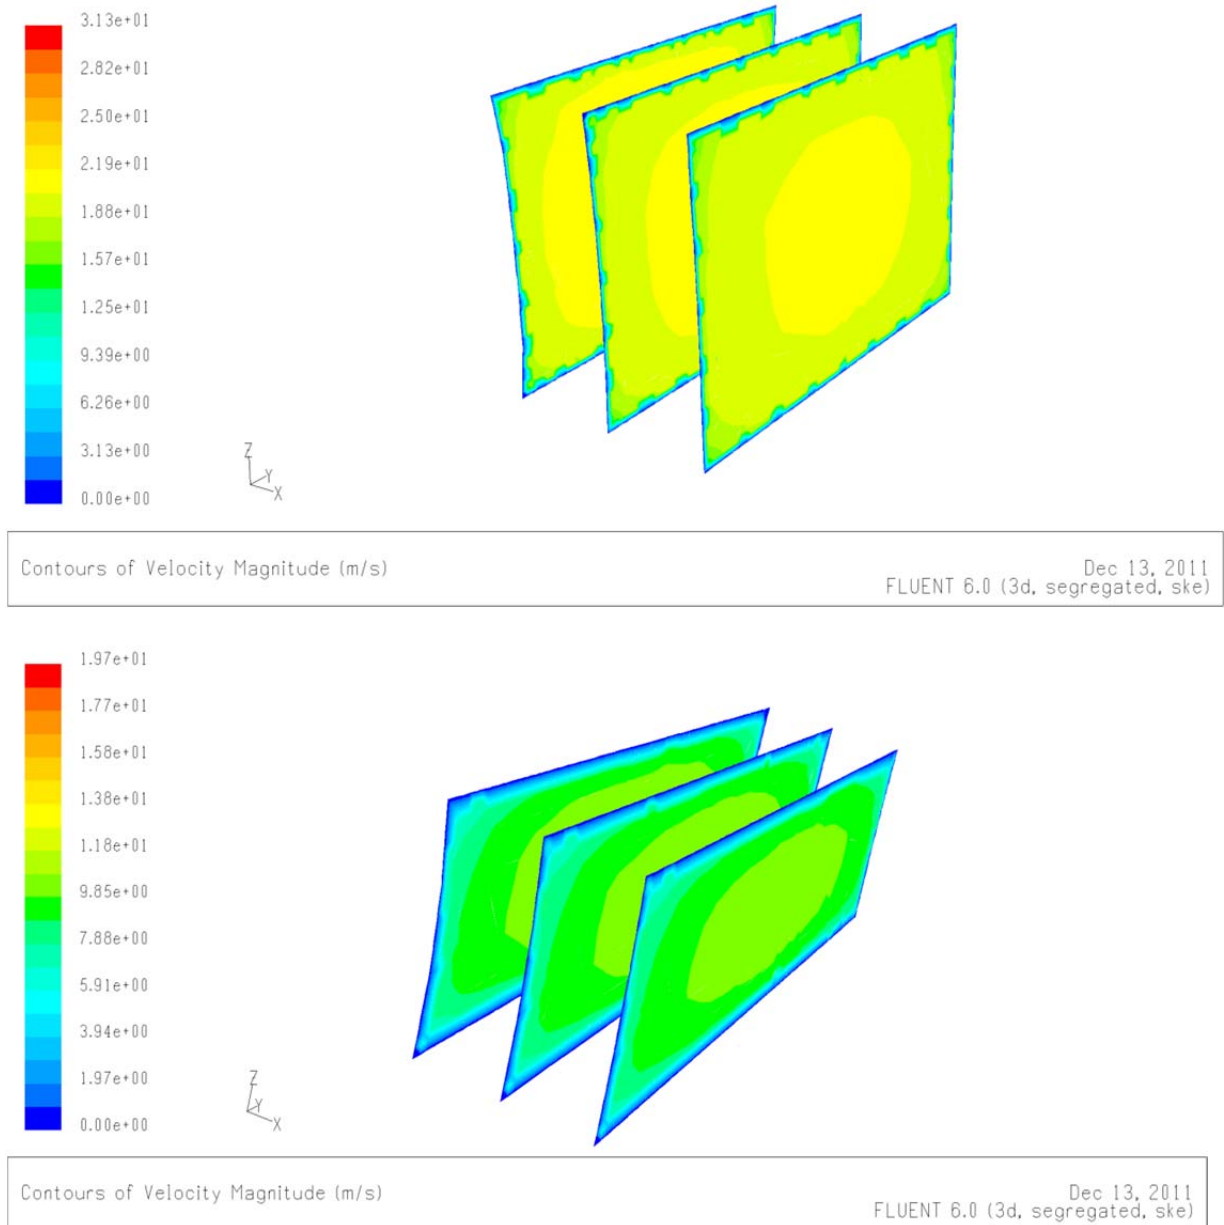 3.13e+01
2.82e+01
2.50e+01
2.19e+01
1.88e+01
1.57e+01
1.25e+01
9.39e+00
6.26e+00
3.13e+00
0.00e+00
Z
Y
X
Contours of Velocity Magnitude (m/s)
Dec 13, 2011
FLUENT 6.0 (3d, segregated, ske)
1.97e+01
1.77e+01
1.58e+01
1.38e+01
1.18e+01
9.85e+00
7.88e+00
5.91e+00
3.94e+00
1.97e+00
0.00e+00
Z
Y
X
Contours of Velocity Magnitude (m/s)
Dec 13, 2011
FLUENT 6.0 (3d, segregated, ske)